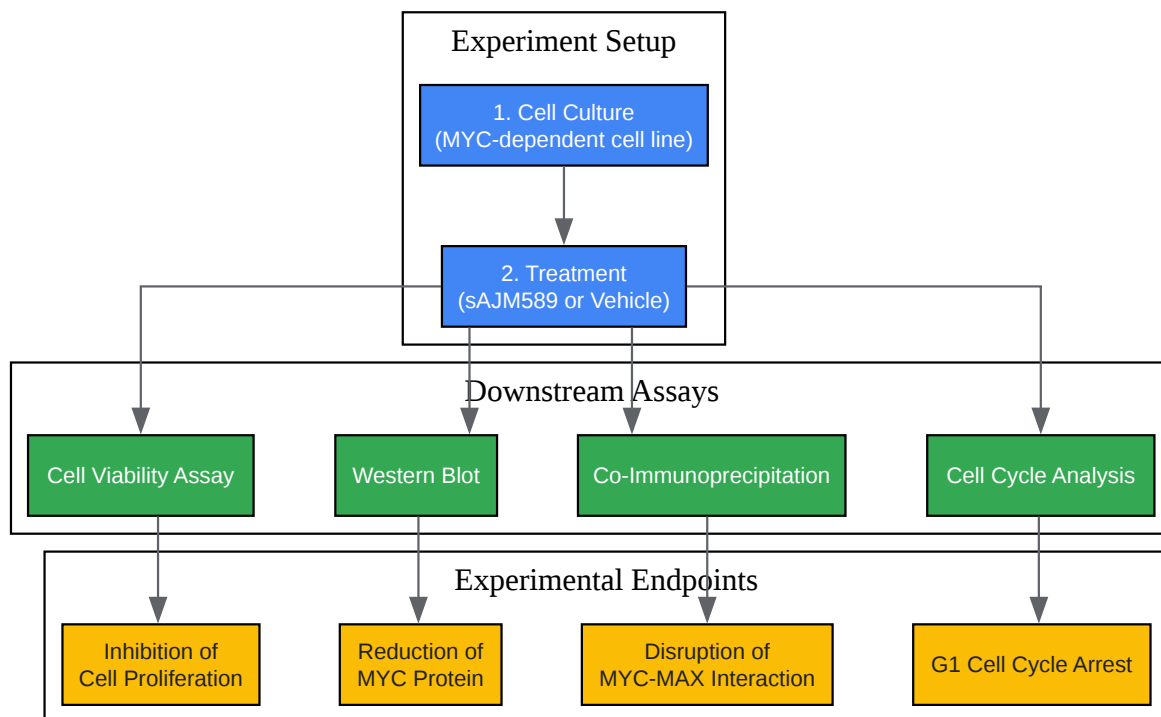 Experiment Setup
1. Cell Culture
(MYC-dependent cell line)
2. Treatment
(sAJM589 or Vehicle)
Downstream Assays
Cell Viability Assay
Western Blot
Co-Immunoprecipitation
Cell Cycle Analysis
Experimental Endpoints
Inhibition of
Cell Proliferation
Reduction of
MYC Protein
Disruption of
MYC-MAX Interaction
G1 Cell Cycle Arrest